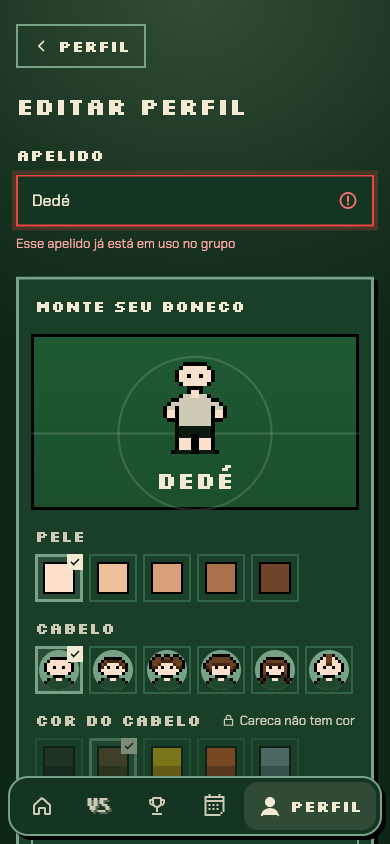 PERFIL
EDITAR PERFIL
APELIDO
Dedé
Esse apelido já está em uso no grupo
MONTE SEU BONECO
DEDÉ
PELE
CABELO
COR DO CABELO
Careca não tem cor
VS
PERFIL